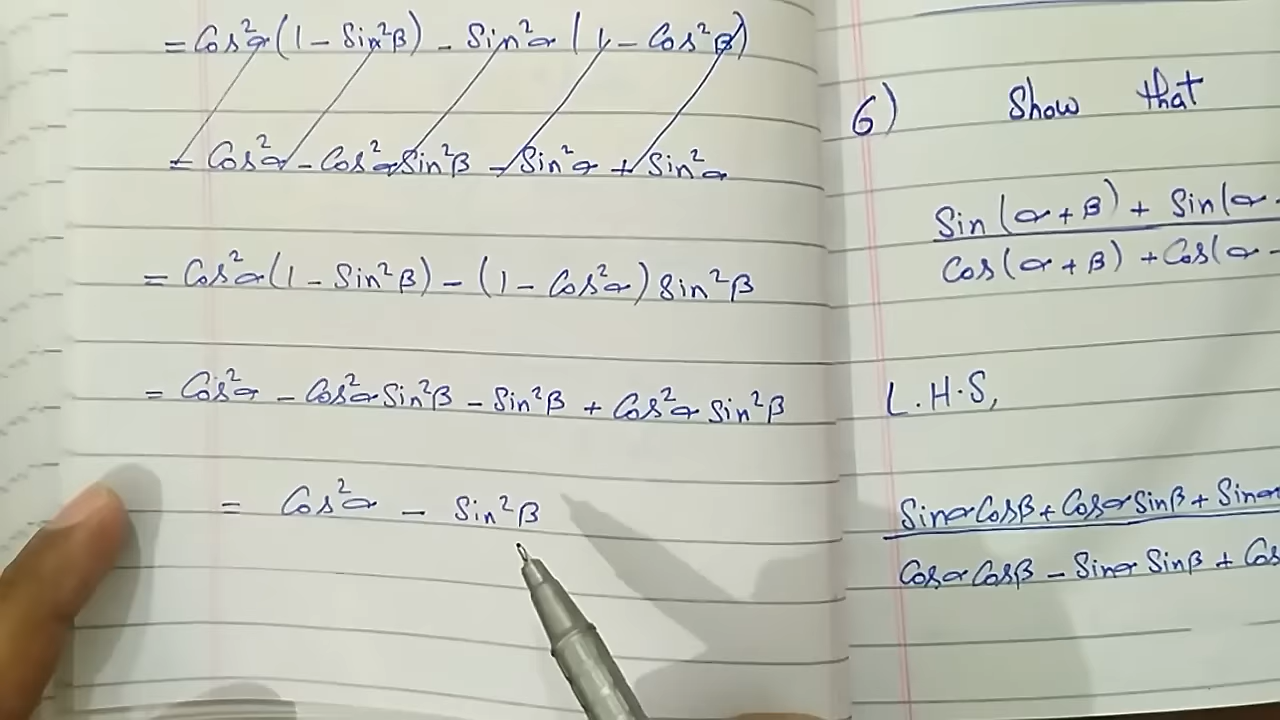 = Cos²α (1 - Sin²β) - Sin²α (1 - Cos²β)
= Cos²α - Cos²α Sin²β - Sin²α + Sin²α
= Cos²α (1 - Sin²β) - (1 - Cos²α) Sin²β
= Cos²α - Cos²α Sin²β - Sin²β + Cos²α Sin²β
= Cos²α - Sin²β
6) Show that
Sin(α+β) + Sin(α-
Cos(α+β) + Cos(α-
L.H.S,
Sinα Cosβ + Cosα Sinβ + Sinα
Cosα Cosβ - Sinα Sinβ + Cos